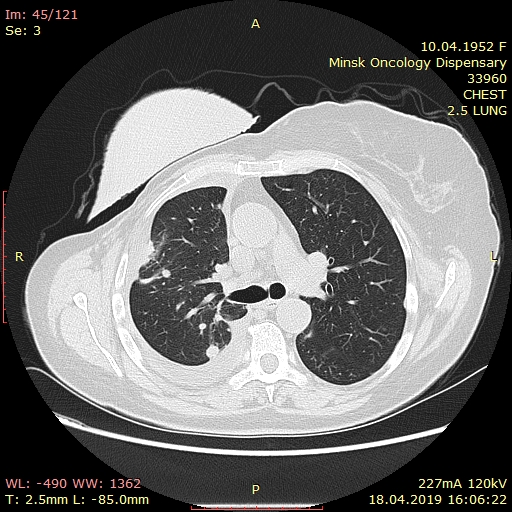 Im: 45/121
Se: 3
A
10.04.1952 F
Minsk Oncology Dispensary
33960
CHEST
2.5 LUNG
R
L
WL: -490 WW: 1362
T: 2.5mm L: -85.0mm
P
227mA 120kV
18.04.2019 16:06:22